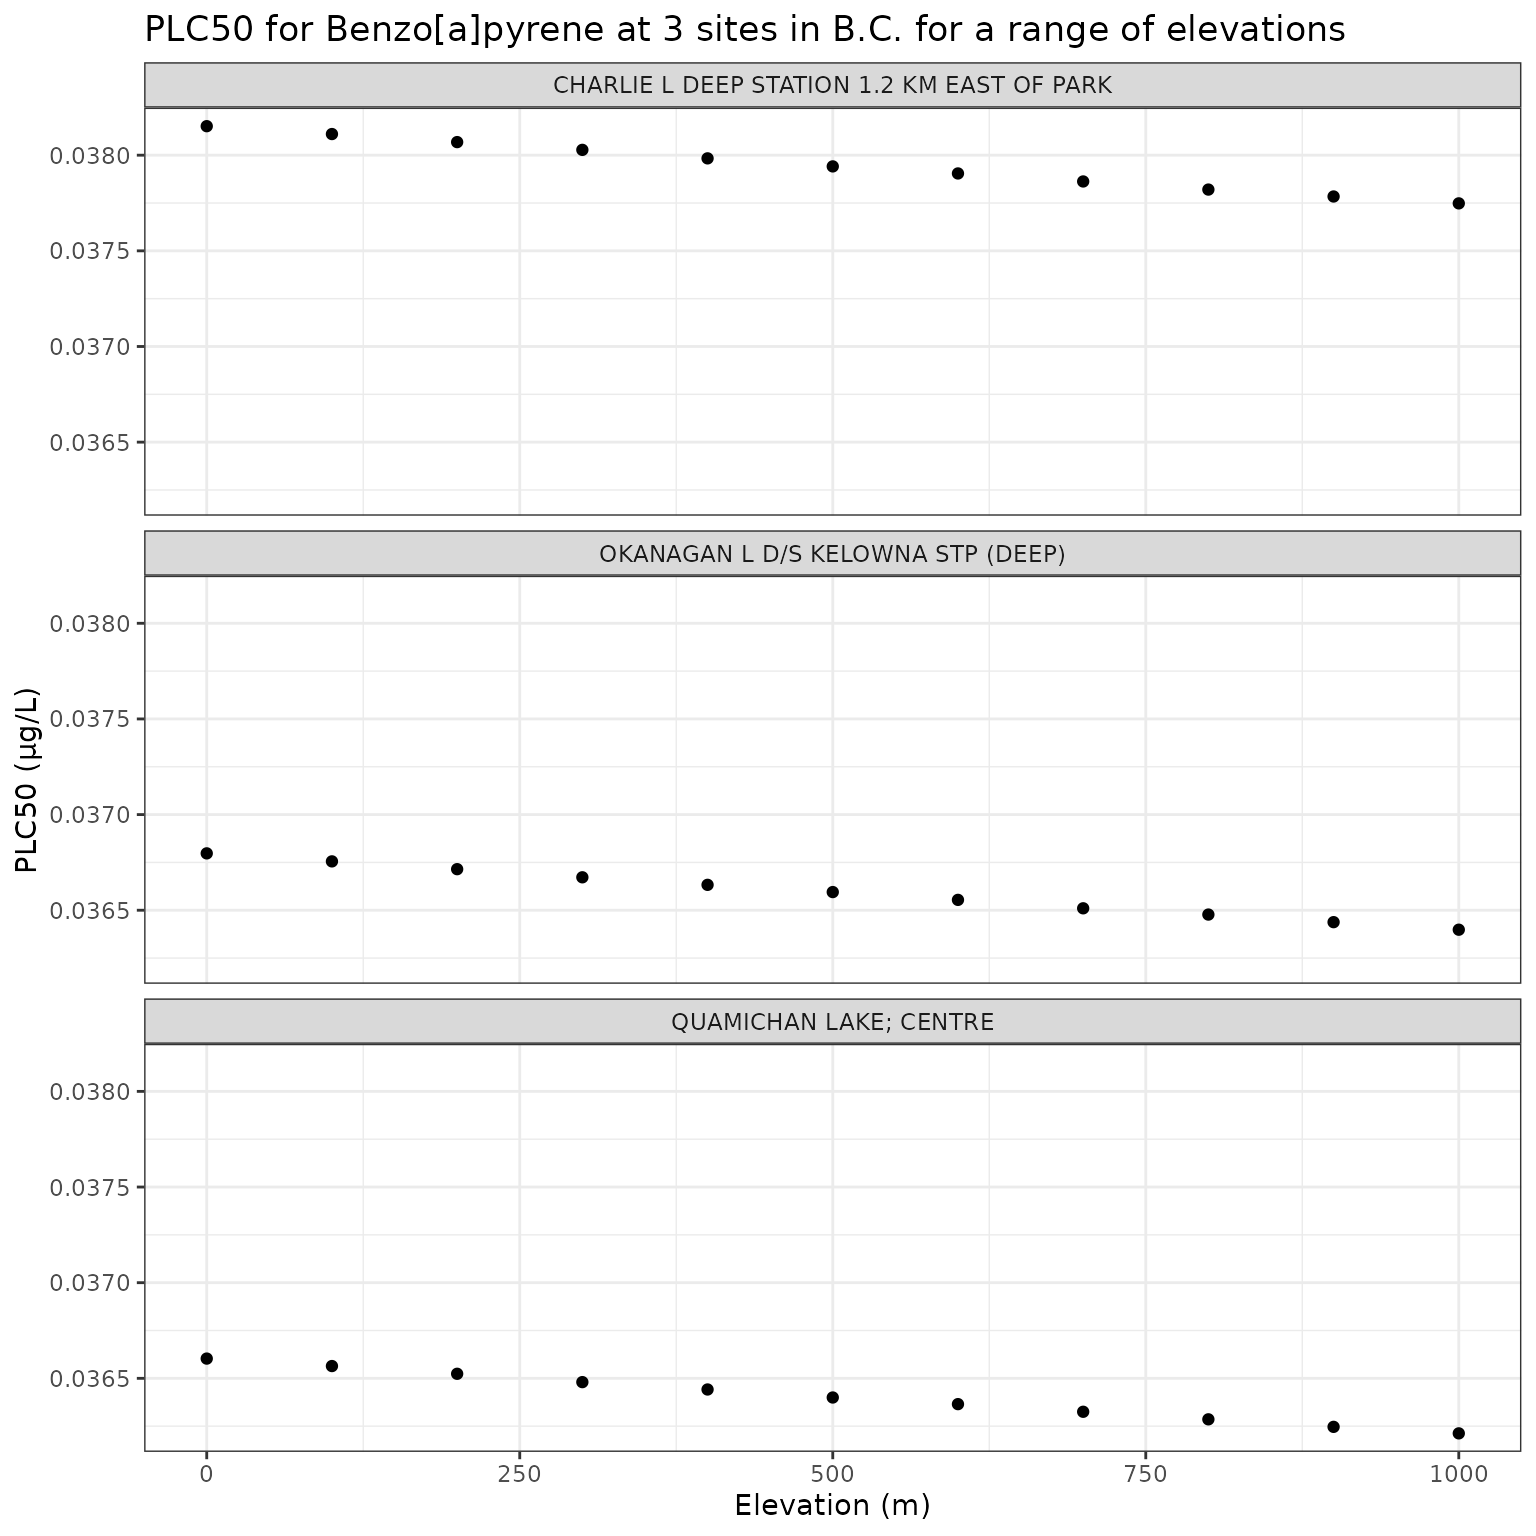 PLC50 for Benzo[a]pyrene at 3 sites in B.C. for a range of elevations
CHARLIE L DEEP STATION 1.2 KM EAST OF PARK
0.0380
0.0375
0.0370
0.0365
OKANAGAN L D/S KELOWNA STP (DEEP)
0.0380
0.0375
0.0370
0.0365
PLC50 (µg/L)
QUAMICHAN LAKE; CENTRE
0.0380
0.0375
0.0370
0.0365
0 250 500 750 1000
Elevation (m)